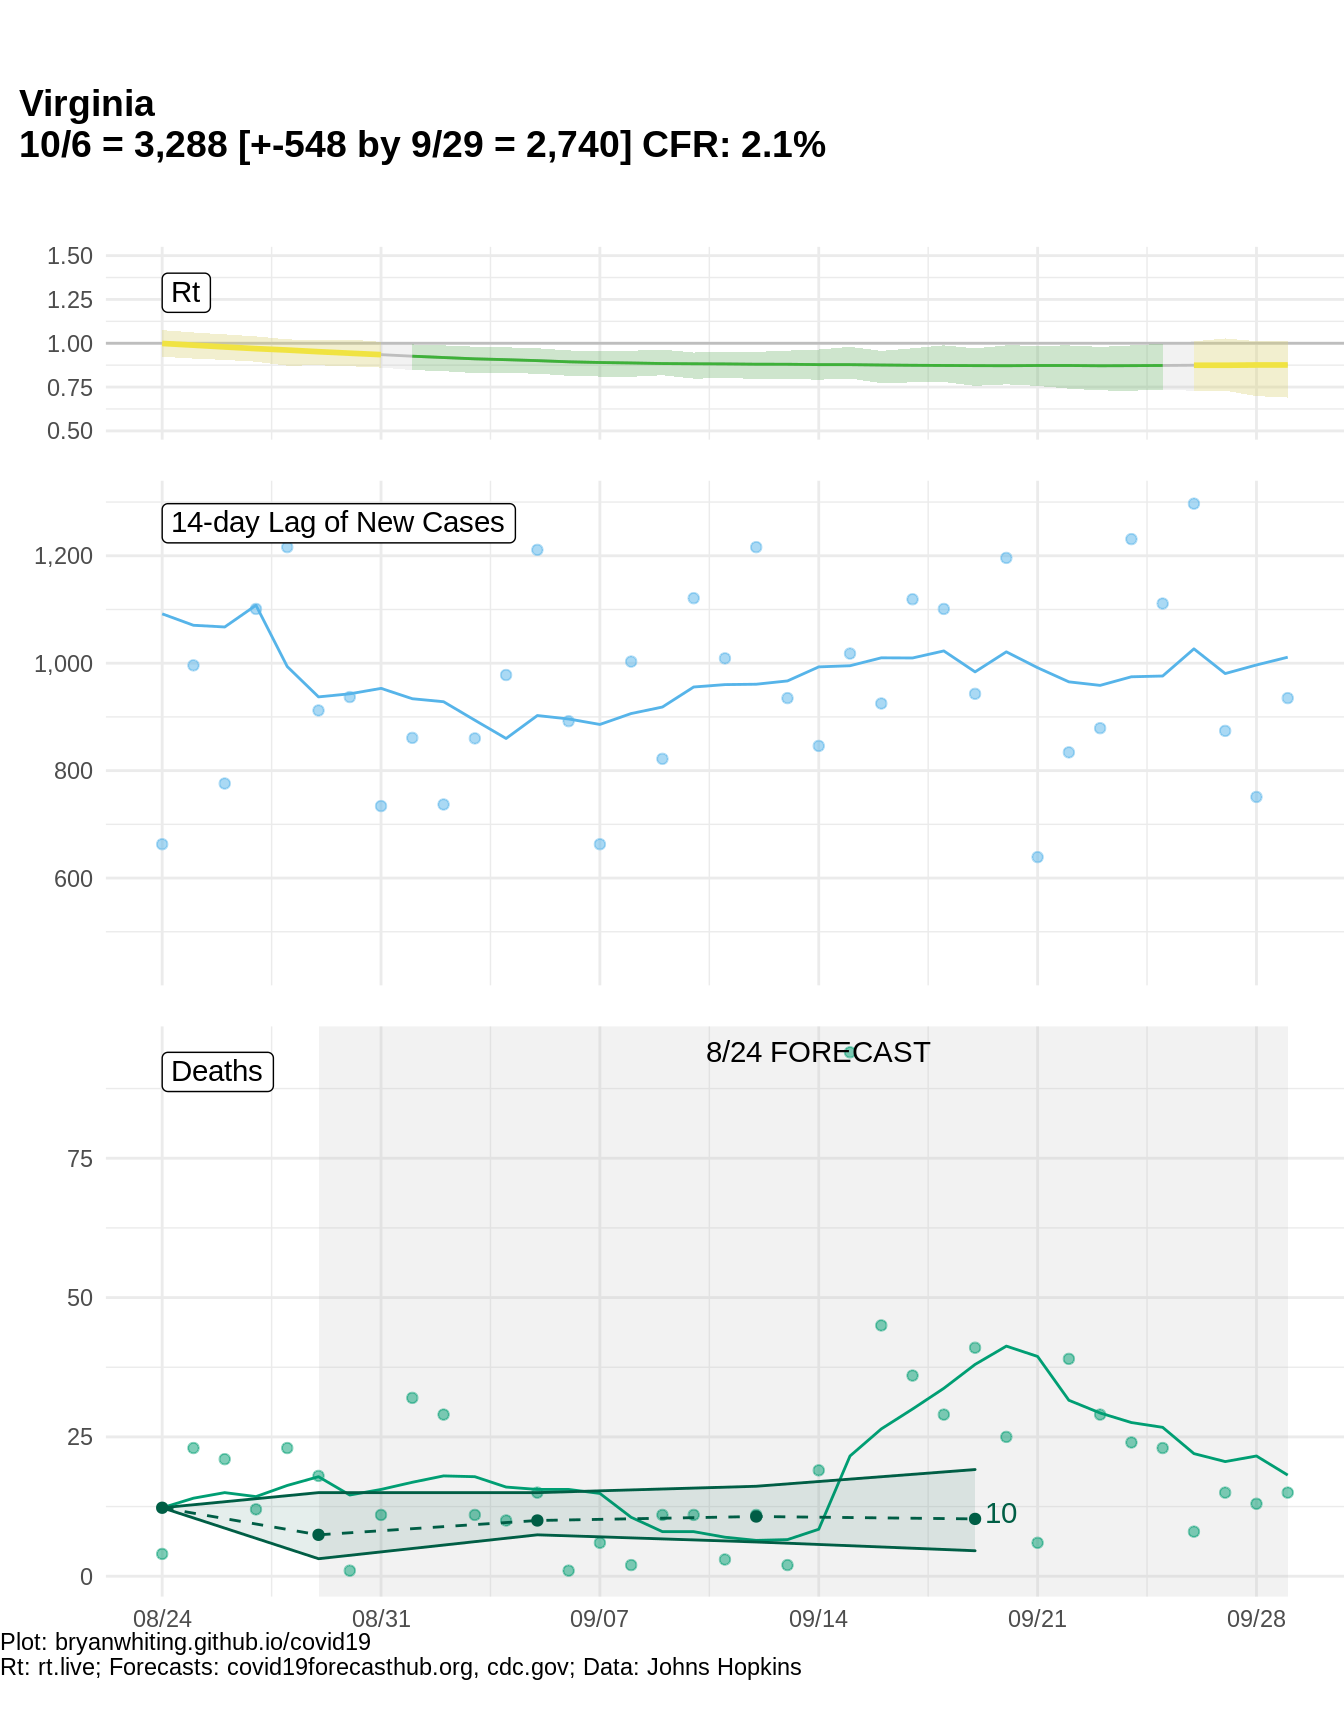 Virginia
10/6 = 3,288 [+-548 by 9/29 = 2,740] CFR: 2.1%
1.50
Rt
1.25
1.00
0.75
0.50
14-day Lag of New Cases
1,200
1,000
800
600
8/24 FORECAST
Deaths
75
50
25
10
0
08/24 08/31 09/07 09/14 09/21 09/28
Plot: bryanwhiting.github.io/covid19
Rt: rt.live; Forecasts: covid19forecasthub.org, cdc.gov; Data: Johns Hopkins